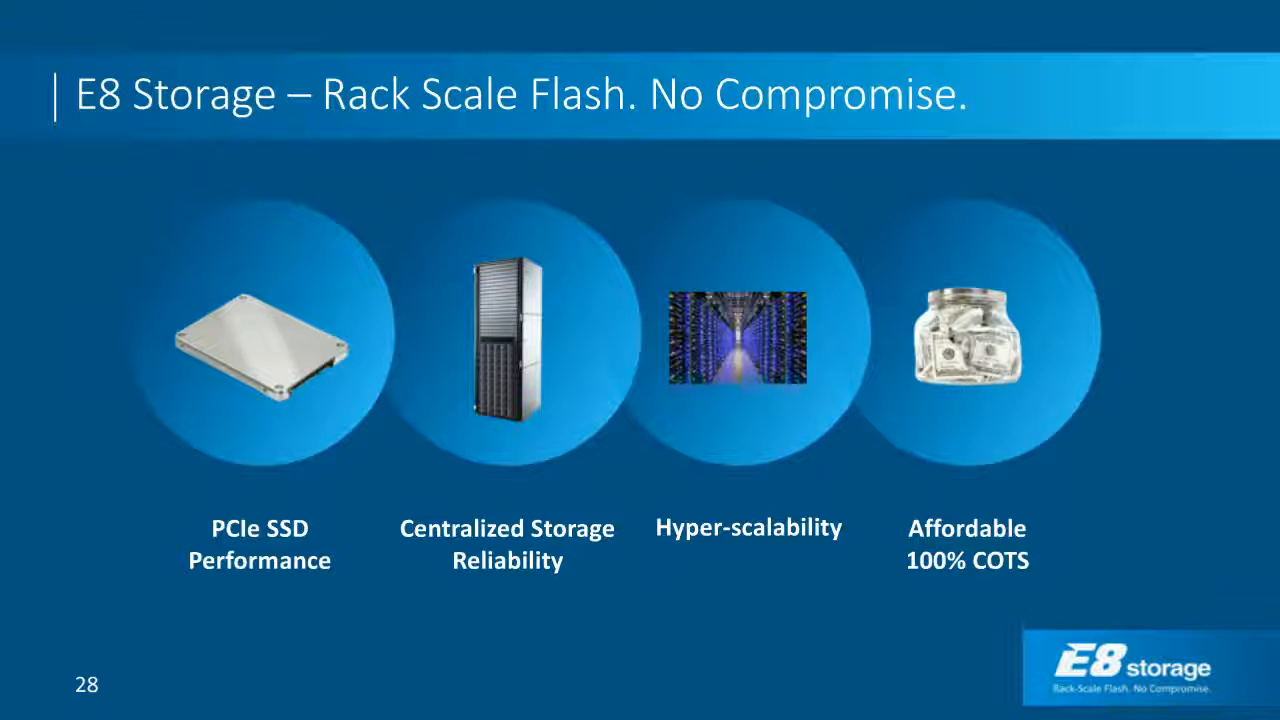 E8 Storage – Rack Scale Flash. No Compromise.
PCIe SSD
Performance
Centralized Storage
Reliability
Hyper-scalability
Affordable
100% COTS
28
E8 storage
Rack-Scale Flash. No Compromise.